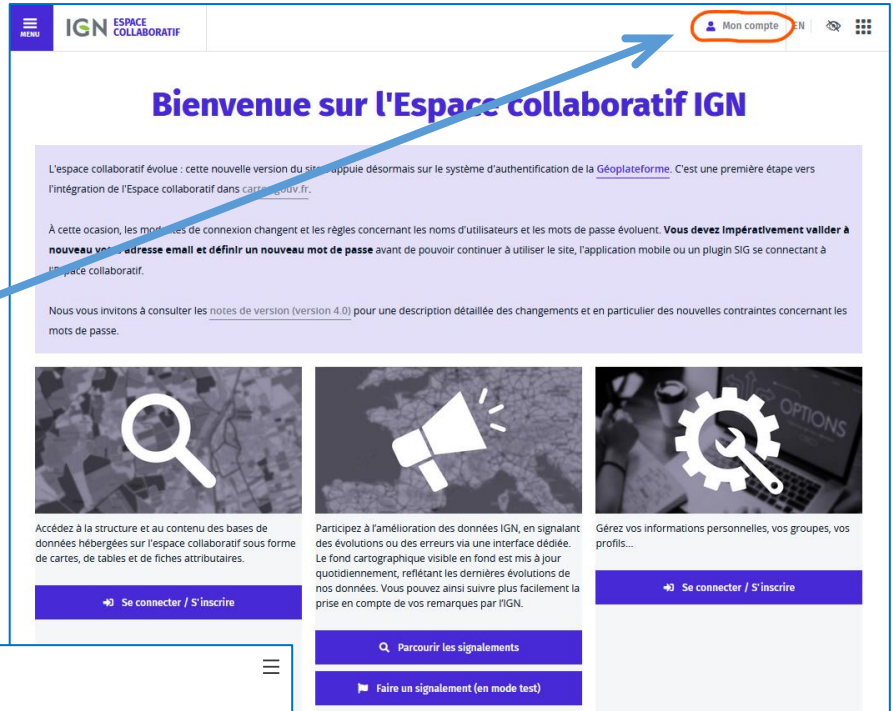 MENU
IGN ESPACE
COLLABORATIF
Mon compte
EN
Bienvenue sur l'Espace collaboratif IGN
L'espace collaboratif évolue : cette nouvelle version du appuie désormais sur le système d'authentification de la Géoplateforme. C'est une première étape vers
l'intégration de l'Espace collaboratif dans
À cette ocasion, les de connexion changent et les règles concernant les noms d'utilisateurs et les mots de passe évoluent. Vous devez impérativement valider à
nouveau adresse email et définir un nouveau mot de passe avant de pouvoir continuer à utiliser le site, l'application mobile ou un plugin SIG se connectant à
collaboratif.
Nous vous invitons à consulter les notes de version (version 4.0) pour une description détaillée des changements et en particulier des nouvelles contraintes concernant les
mots de passe.
OPTIONS
Accédez à la structure et au contenu des bases de
données hébergées sur l'espace collaboratif sous forme
de cartes, de tables et de fiches attributaires.
Se connecter / S'inscrire
Participez à l'amélioration des données IGN, en signalant
des évolutions ou des erreurs via une interface dédiée.
Le fond cartographique visible en fond est mis à jour
quotidiennement, reflétant les dernières évolutions de
nos données. Vous pouvez ainsi suivre plus facilement la
prise en compte de vos remarques par l'IGN.
Parcourir les signalements
Faire un signalement (en mode test)
Gérez vos informations personnelles, vos groupes, vos
profils...
Se connecter / S'inscrire